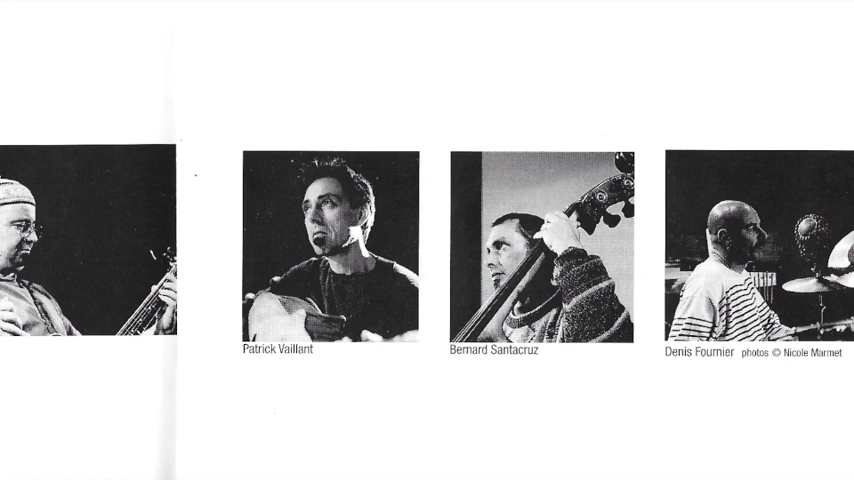 Patrick Vaillant
Bernard Santacruz
Denis Fournier photos © Nicole Marmet